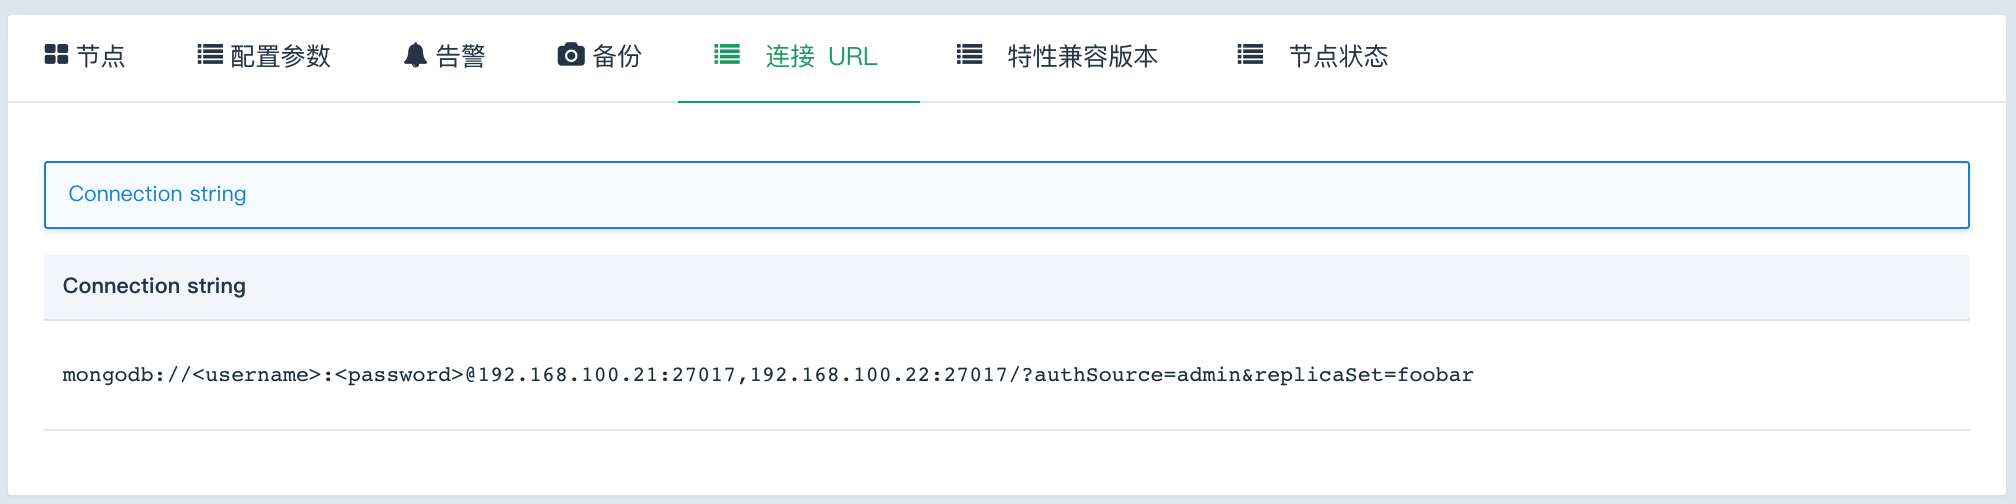 节点 配置参数 告警 备份 连接 URL 特性兼容版本 节点状态
Connection string
Connection string
mongodb://<username>:<password>@192.168.100.21:27017,192.168.100.22:27017/?authSource=admin&replicaSet=foobar